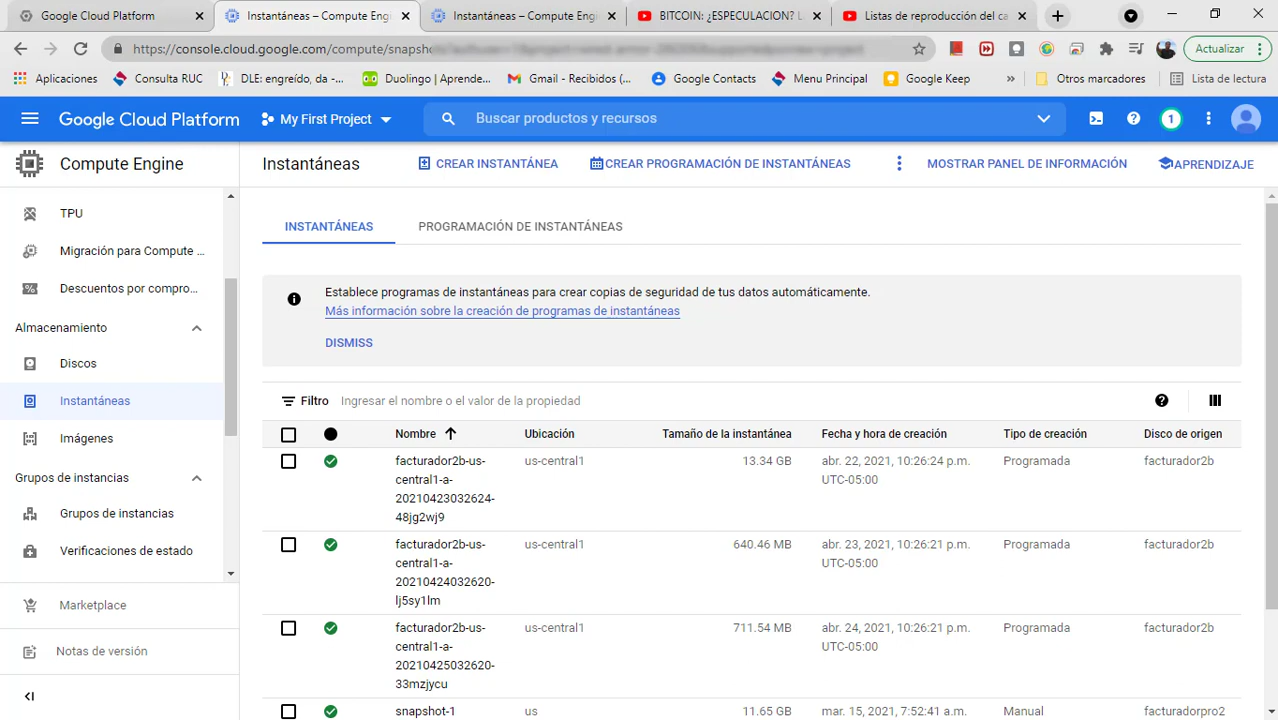 Google Cloud Platform
Instantáneas – Compute Eng
Instantáneas – Compute Eng
BITCOIN: ¿ESPECULACION? L
Listas de reproducción del ca
https://console.cloud.google.com/compute/snapshots
Actualizar
Aplicaciones
Consulta RUC
DLE: engreído, da -...
Duolingo | Aprende...
Gmail - Recibidos (...
Google Contacts
Menu Principal
Google Keep
»
Otros marcadores
Lista de lectura
Google Cloud Platform
My First Project
Buscar productos y recursos
1
Compute Engine
Instantáneas
CREAR INSTANTÁNEA
CREAR PROGRAMACIÓN DE INSTANTÁNEAS
MOSTRAR PANEL DE INFORMACIÓN
APRENDIZAJE
TPU
Migración para Compute ...
Descuentos por compro...
Almacenamiento
Discos
Instantáneas
Imágenes
Grupos de instancias
Grupos de instancias
Verificaciones de estado
Marketplace
Notas de versión
INSTANTÁNEAS
PROGRAMACIÓN DE INSTANTÁNEAS
Establece programas de instantáneas para crear copias de seguridad de tus datos automáticamente.
Más información sobre la creación de programas de instantáneas
DISMISS
Filtro
Ingresar el nombre o el valor de la propiedad
Nombre Ubicación Tamaño de la instantánea Fecha y hora de creación Tipo de creación Disco de origen
facturador2b-us- us-central1 13.34 GB abr. 22, 2021, 10:26:24 p.m. Programada facturador2b
central1-a- UTC-05:00
20210423032624-
48jg2wj9
facturador2b-us- us-central1 640.46 MB abr. 23, 2021, 10:26:21 p.m. Programada facturador2b
central1-a- UTC-05:00
20210424032620-
lj5sy1lm
facturador2b-us- us-central1 711.54 MB abr. 24, 2021, 10:26:21 p.m. Programada facturador2b
central1-a- UTC-05:00
20210425032620-
33mzjycu
snapshot-1 us 11.65 GB mar. 15, 2021, 7:52:41 a.m. Manual facturadorpro2